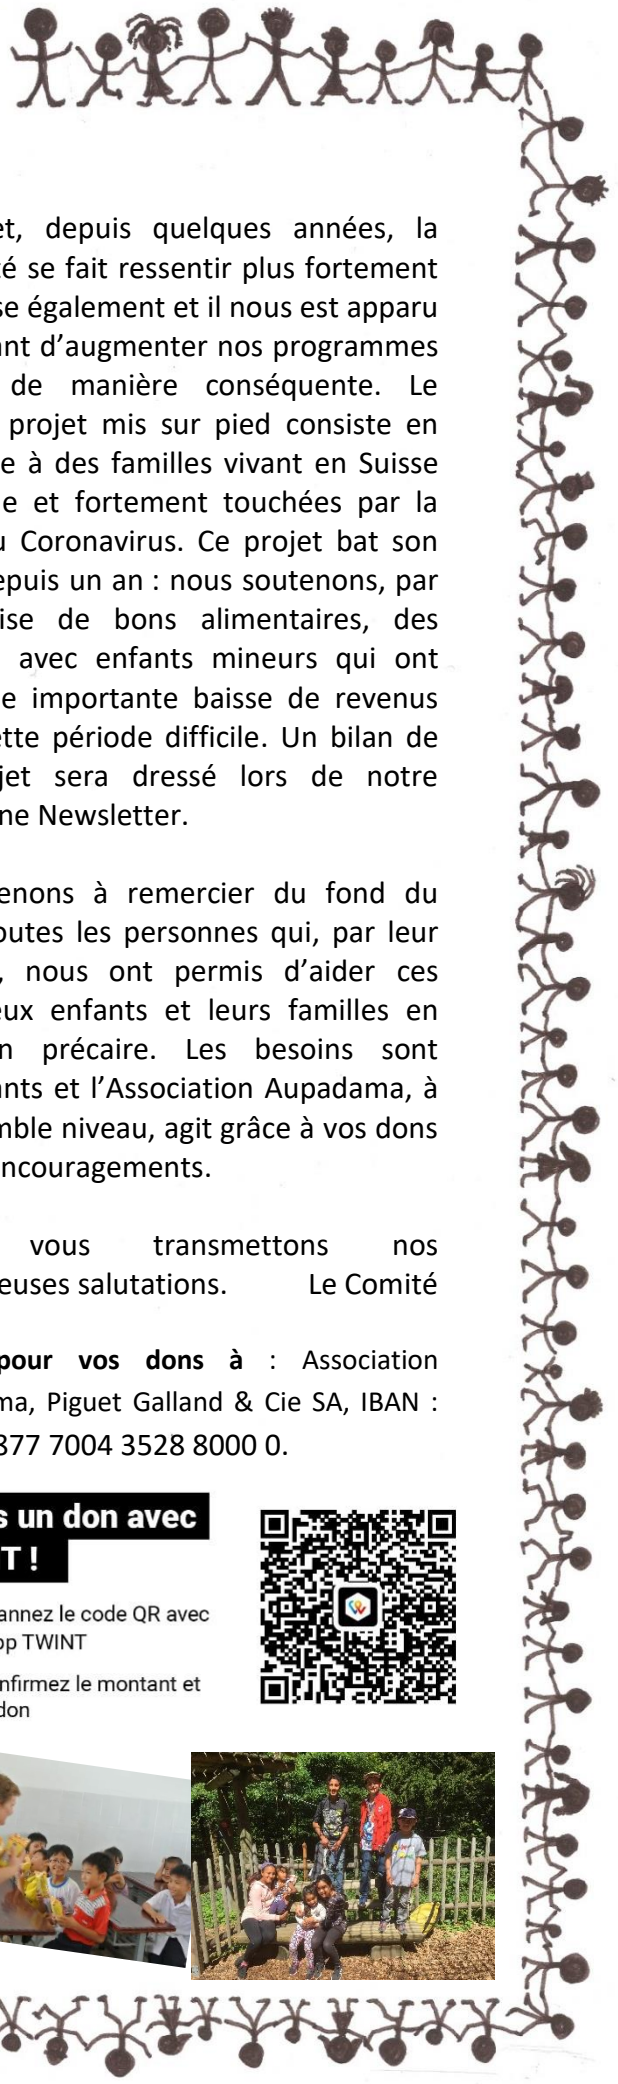 et, depuis quelques années, la
té se fait ressentir plus fortement
se également et il nous est apparu
ant d’augmenter nos programmes
de manière conséquente. Le
projet mis sur pied consiste en
e à des familles vivant en Suisse
e et fortement touchées par la
u Coronavirus. Ce projet bat son
epuis un an : nous soutenons, par
ise de bons alimentaires, des
avec enfants mineurs qui ont
e importante baisse de revenus
ette période difficile. Un bilan de
jet sera dressé lors de notre
ne Newsletter.
enons à remercier du fond du
outes les personnes qui, par leur
, nous ont permis d’aider ces
eux enfants et leurs familles en
n précaire. Les besoins sont
ants et l’Association Aupadama, à
mble niveau, agit grâce à vos dons
encouragements.
vous transmettons nos
euses salutations. Le Comité
pour vos dons à : Association
ma, Piguet Galland & Cie SA, IBAN :
877 7004 3528 8000 0.
s un don avec
T !
annez le code QR avec
pp TWINT
nfirmez le montant et
don